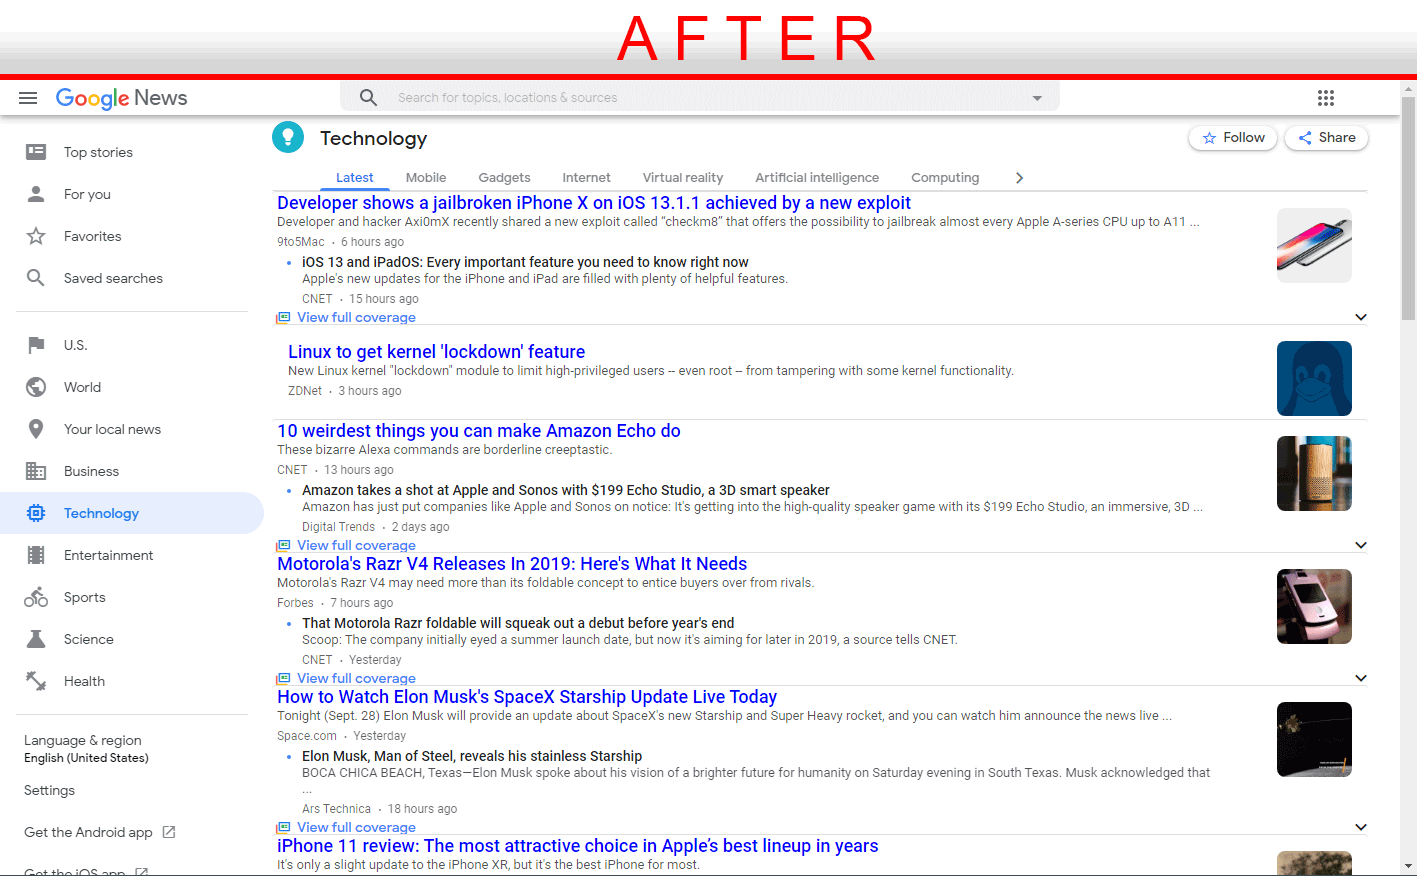 AFTER
Google News
Search for topics, locations & sources
Technology
Follow
Share
Latest
Mobile
Gadgets
Internet
Virtual reality
Artificial intelligence
Computing
Top stories
For you
Favorites
Saved searches
U.S.
World
Your local news
Business
Technology
Entertainment
Sports
Science
Health
Language & region
English (United States)
Settings
Get the Android app
Get the iOS app
Developer shows a jailbroken iPhone X on iOS 13.1.1 achieved by a new exploit
Developer and hacker Axi0mX recently shared a new exploit called “checkm8” that offers the possibility to jailbreak almost every Apple A-series CPU up to A11 ...
9to5Mac · 6 hours ago
iOS 13 and iPadOS: Every important feature you need to know right now
Apple's new updates for the iPhone and iPad are filled with plenty of helpful features.
CNET · 15 hours ago
View full coverage
Linux to get kernel 'lockdown' feature
New Linux kernel "lockdown" module to limit high-privileged users -- even root -- from tampering with some kernel functionality.
ZDNet · 3 hours ago
10 weirdest things you can make Amazon Echo do
These bizarre Alexa commands are borderline creeptastic.
CNET · 13 hours ago
Amazon takes a shot at Apple and Sonos with $199 Echo Studio, a 3D smart speaker
Amazon has just put companies like Apple and Sonos on notice: It's getting into the high-quality speaker game with its $199 Echo Studio, an immersive, 3D ...
Digital Trends · 2 days ago
View full coverage
Motorola's Razr V4 Releases In 2019: Here's What It Needs
Motorola's Razr V4 may need more than its foldable concept to entice buyers over from rivals.
Forbes · 7 hours ago
That Motorola Razr foldable will squeak out a debut before year's end
Scoop: The company initially eyed a summer launch date, but now it's aiming for later in 2019, a source tells CNET.
CNET · Yesterday
View full coverage
How to Watch Elon Musk's SpaceX Starship Update Live Today
Tonight (Sept. 28) Elon Musk will provide an update about SpaceX's new Starship and Super Heavy rocket, and you can watch him announce the news live ...
Space.com · Yesterday
Elon Musk, Man of Steel, reveals his stainless Starship
BOCA CHICA BEACH, Texas—Elon Musk spoke about his vision of a brighter future for humanity on Saturday evening in South Texas. Musk acknowledged that
...
Ars Technica · 18 hours ago
View full coverage
iPhone 11 review: The most attractive choice in Apple’s best lineup in years
It's only a slight update to the iPhone XR, but it's the best iPhone for most.